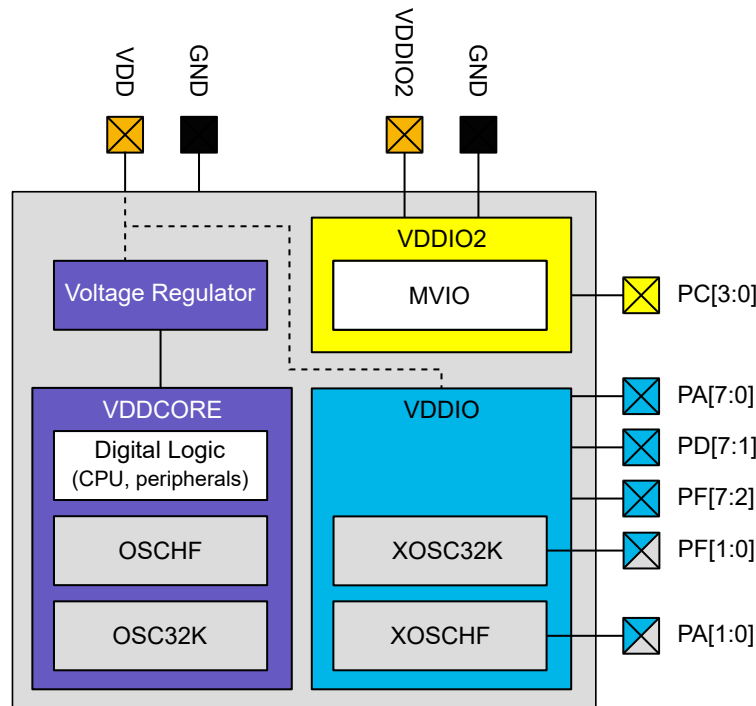 VDD
GND
VDDIO2
GND
VDDIO2
MVIO
Voltage Regulator
PC[3:0]
VDDCORE
Digital Logic
(CPU, peripherals)
OSCHF
OSC32K
VDDIO
XOSC32K
XOSCHF
PA[7:0]
PD[7:1]
PF[7:2]
PF[1:0]
PA[1:0]